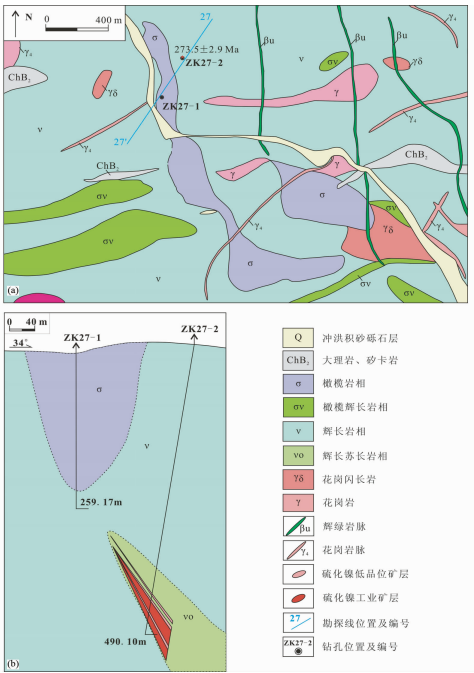 N
0 400 m
27
273.5±2.9 Ma
ZK27-2
ZK27-1
27'
βu
βu
βu
γ₄
ChB₂
γδ
ν
σ
γ₄
ν
σν
γδ
γ
γ₄
ChB₂
ChB₂
γ
γ
σν
σν
γ₄
σ
σ
σν
γδ
γ₄
ν
σν
σν
(a)
0 40 m
34°
ZK27-1
ZK27-2
σ
ν
259.17m
νo
490.10m
(b)
Q 冲洪积砂砾石层
ChB₂ 大理岩、矽卡岩
σ 橄榄岩相
σν 橄榄辉长岩相
ν 辉长岩相
νo 辉长苏长岩相
γδ 花岗闪长岩
γ 花岗岩
βu 辉绿岩脉
γ₄ 花岗岩脉
硫化镍低品位矿层
硫化镍工业矿层
27 勘探线位置及编号
ZK27-2 钻孔位置及编号